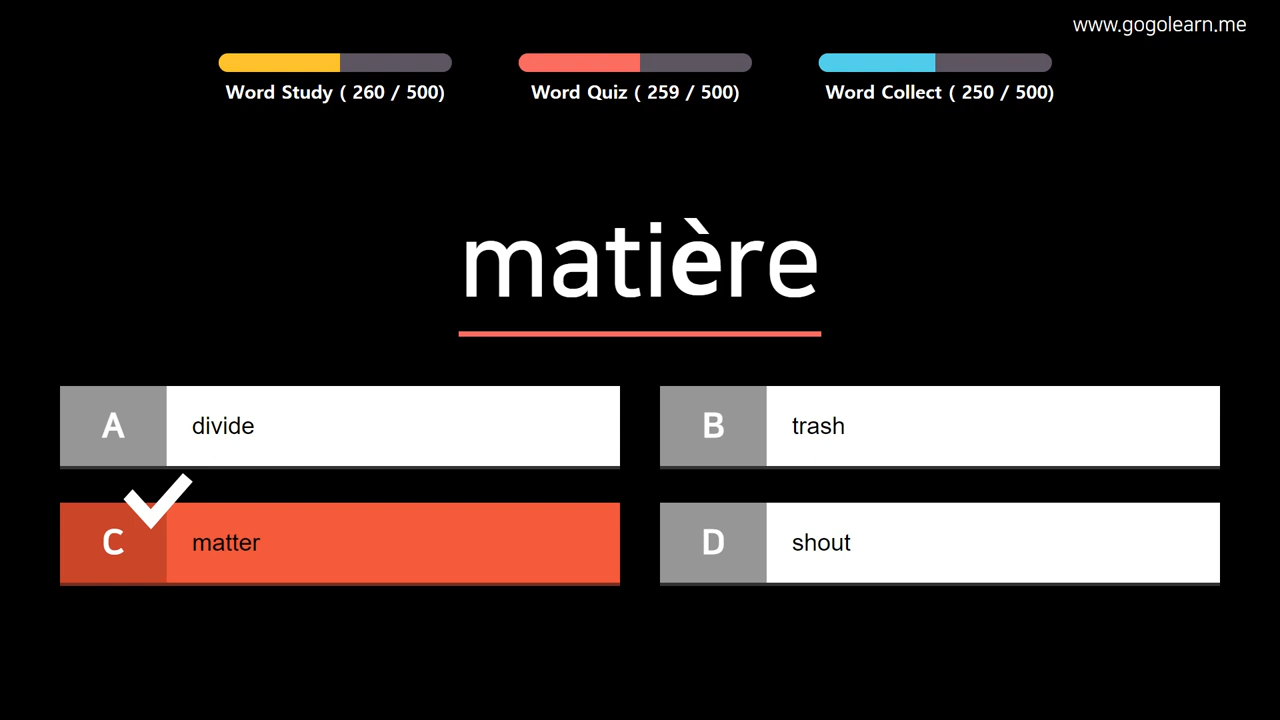 www.gogolearn.me
Word Study ( 260 / 500)
Word Quiz ( 259 / 500)
Word Collect ( 250 / 500)
matière
A divide
B trash
C matter
D shout